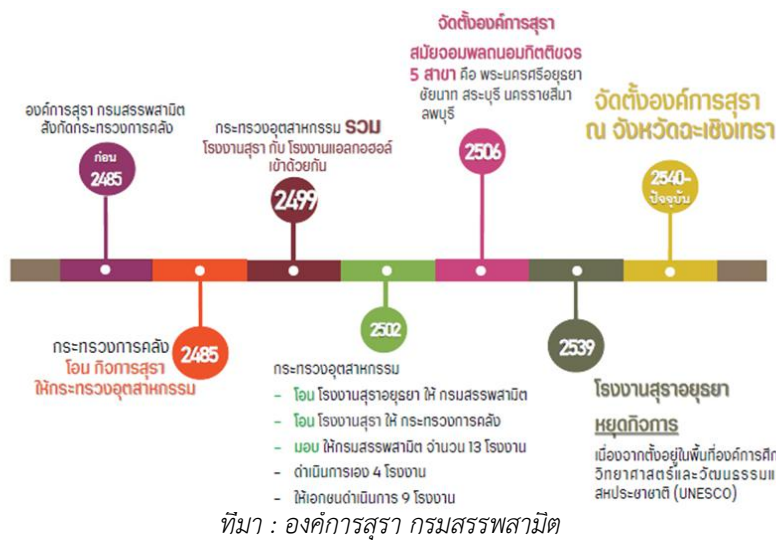 องค์การสุรา กรมสรรพสามิต
สังกัดกระทรวงการคลัง
ก่อน
2485
กระทรวงการคลัง
โอน กิจการสุรา
ให้กระทรวงอุตสาหกรรม
2485
กระทรวงอุตสาหกรรม รวม
โรงงานสุรา กับ โรงงานแอลกอฮอล์
เข้าด้วยกัน
2499
2502
กระทรวงอุตสาหกรรม
- โอน โรงงานสุราอยุธยา ให้ กรมสรรพสามิต
- โอน โรงงานสุรา ให้ กระทรวงการคลัง
- มอบ ให้กรมสรรพสามิต จำนวน 13 โรงงาน
- ดำเนินการเอง 4 โรงงาน
- ให้เอกชนดำเนินการ 9 โรงงาน
จัดตั้งองค์การสุรา
สมัยจอมพลถนอมกิตติขจร
5 สาขา คือ พระนครศรีอยุธยา
ชัยนาท สระบุรี นครราชสีมา
ลพบุรี
2506
2539
โรงงานสุราอยุธยา
หยุดกิจการ
เนื่องจากตั้งอยู่ในพื้นที่องค์การศึก
วิทยาศาสตร์และวัฒนธรรมแ
สหประชาชาติ (UNESCO)
จัดตั้งองค์การสุรา
ณ จังหวัดฉะเชิงเทรา
2540-
ปัจจุบัน
ที่มา : องค์การสุรา กรมสรรพสามิต